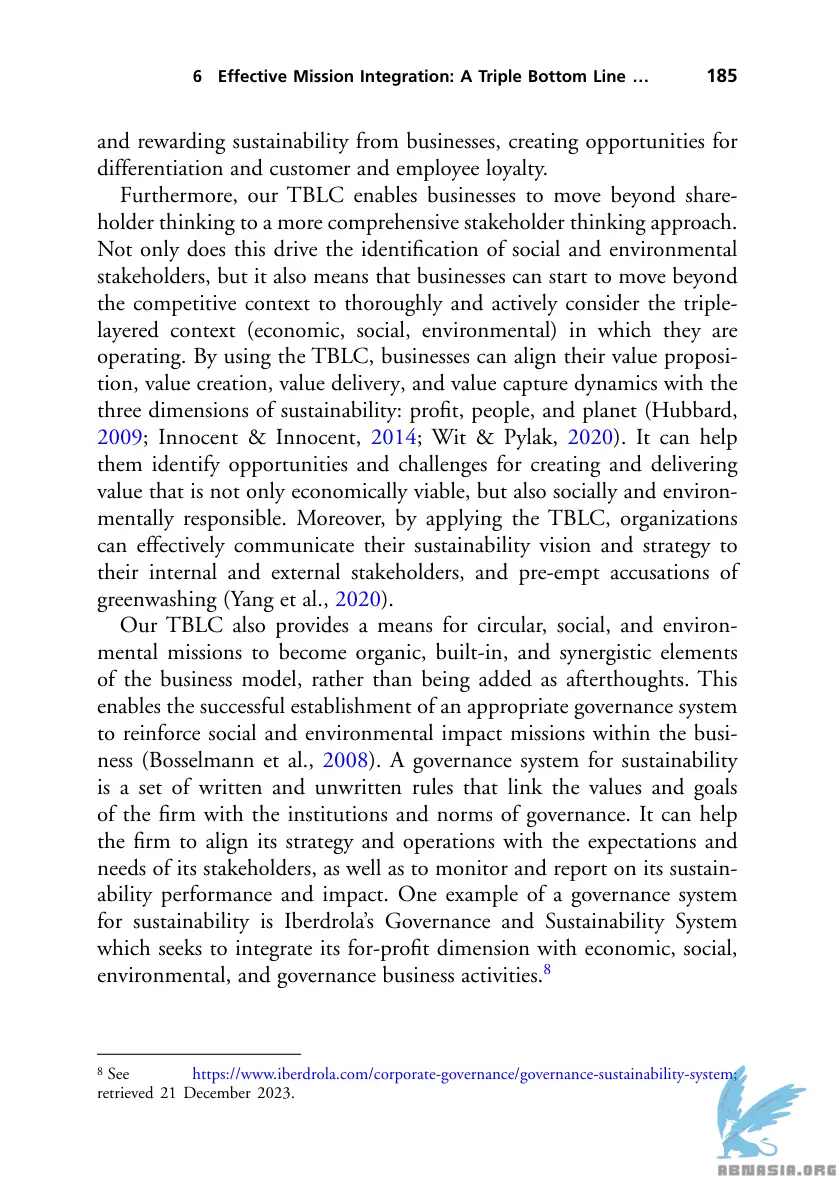 6 Effective Mission Integration: A Triple Bottom Line … 185
and rewarding sustainability from businesses, creating opportunities for
differentiation and customer and employee loyalty.
Furthermore, our TBLC enables businesses to move beyond share-
holder thinking to a more comprehensive stakeholder thinking approach.
Not only does this drive the identification of social and environmental
stakeholders, but it also means that businesses can start to move beyond
the competitive context to thoroughly and actively consider the triple-
layered context (economic, social, environmental) in which they are
operating. By using the TBLC, businesses can align their value proposi-
tion, value creation, value delivery, and value capture dynamics with the
three dimensions of sustainability: profit, people, and planet (Hubbard,
2009; Innocent & Innocent, 2014; Wit & Pylak, 2020). It can help
them identify opportunities and challenges for creating and delivering
value that is not only economically viable, but also socially and environ-
mentally responsible. Moreover, by applying the TBLC, organizations
can effectively communicate their sustainability vision and strategy to
their internal and external stakeholders, and pre-empt accusations of
greenwashing (Yang et al., 2020).
Our TBLC also provides a means for circular, social, and environ-
mental missions to become organic, built-in, and synergistic elements
of the business model, rather than being added as afterthoughts. This
enables the successful establishment of an appropriate governance system
to reinforce social and environmental impact missions within the busi-
ness (Bosselmann et al., 2008). A governance system for sustainability
is a set of written and unwritten rules that link the values and goals
of the firm with the institutions and norms of governance. It can help
the firm to align its strategy and operations with the expectations and
needs of its stakeholders, as well as to monitor and report on its sustain-
ability performance and impact. One example of a governance system
for sustainability is Iberdrola's Governance and Sustainability System
which seeks to integrate its for-profit dimension with economic, social,
environmental, and governance business activities.8
8 See https://www.iberdrola.com/corporate-governance/governance-sustainability-system;
retrieved 21 December 2023.
ABNASIA.ORG